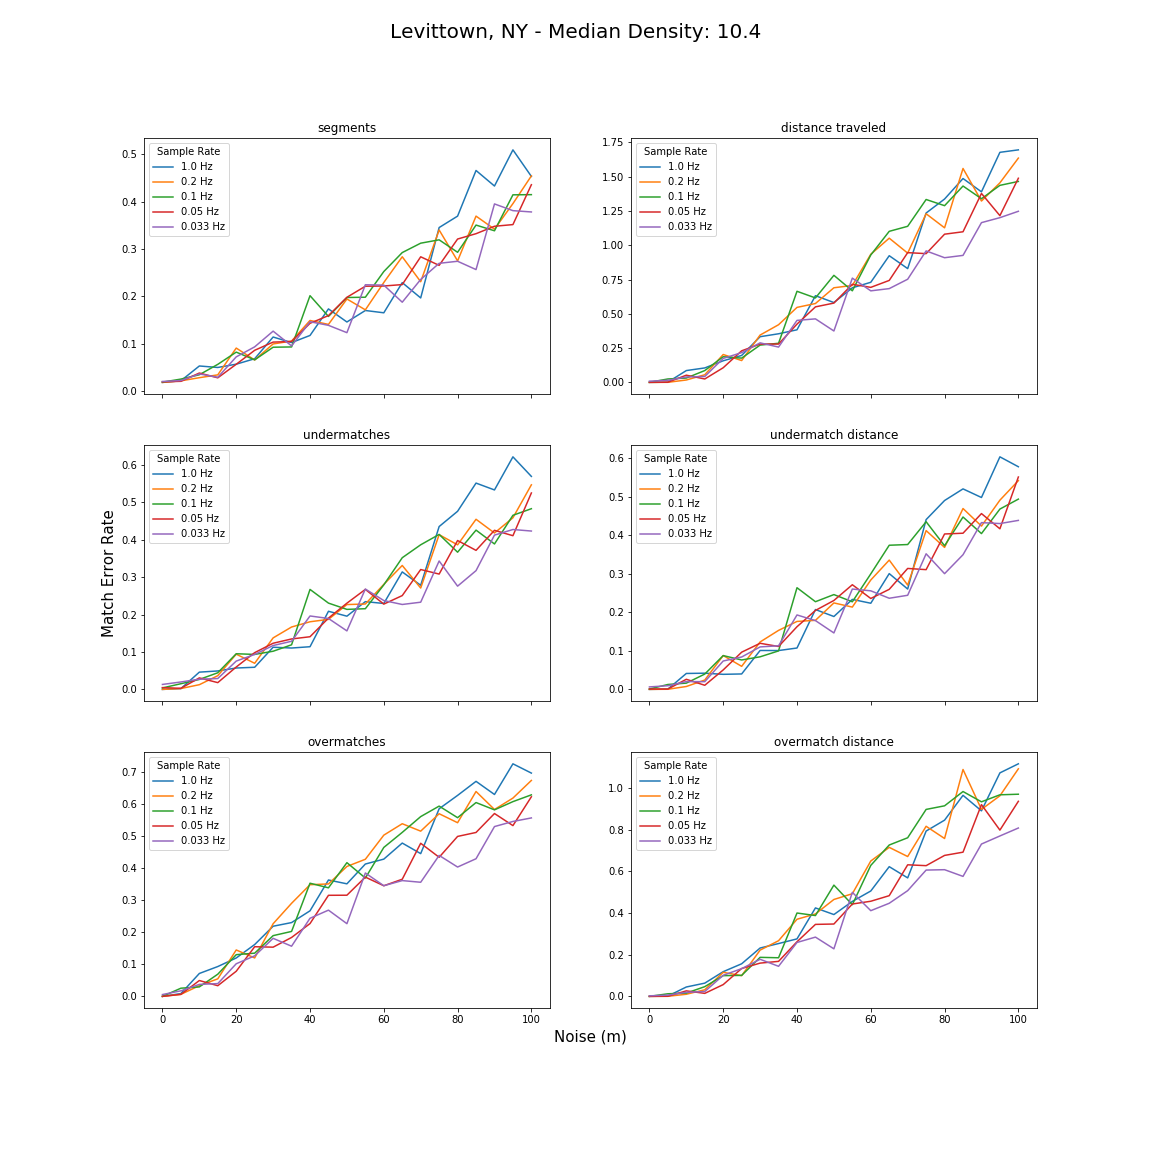 Levittown, NY - Median Density: 10.4
segments
Sample Rate
1.0 Hz
0.2 Hz
0.1 Hz
0.05 Hz
0.033 Hz
0.5
0.4
0.3
0.2
0.1
0.0
distance traveled
Sample Rate
1.0 Hz
0.2 Hz
0.1 Hz
0.05 Hz
0.033 Hz
1.75
1.50
1.25
1.00
0.75
0.50
0.25
0.00
Match Error Rate
undermatches
Sample Rate
1.0 Hz
0.2 Hz
0.1 Hz
0.05 Hz
0.033 Hz
0.6
0.5
0.4
0.3
0.2
0.1
0.0
undermatch distance
Sample Rate
1.0 Hz
0.2 Hz
0.1 Hz
0.05 Hz
0.033 Hz
0.6
0.5
0.4
0.3
0.2
0.1
0.0
overmatches
Sample Rate
1.0 Hz
0.2 Hz
0.1 Hz
0.05 Hz
0.033 Hz
0.7
0.6
0.5
0.4
0.3
0.2
0.1
0.0
0 20 40 60 80 100
overmatch distance
Sample Rate
1.0 Hz
0.2 Hz
0.1 Hz
0.05 Hz
0.033 Hz
1.0
0.8
0.6
0.4
0.2
0.0
0 20 40 60 80 100
Noise (m)